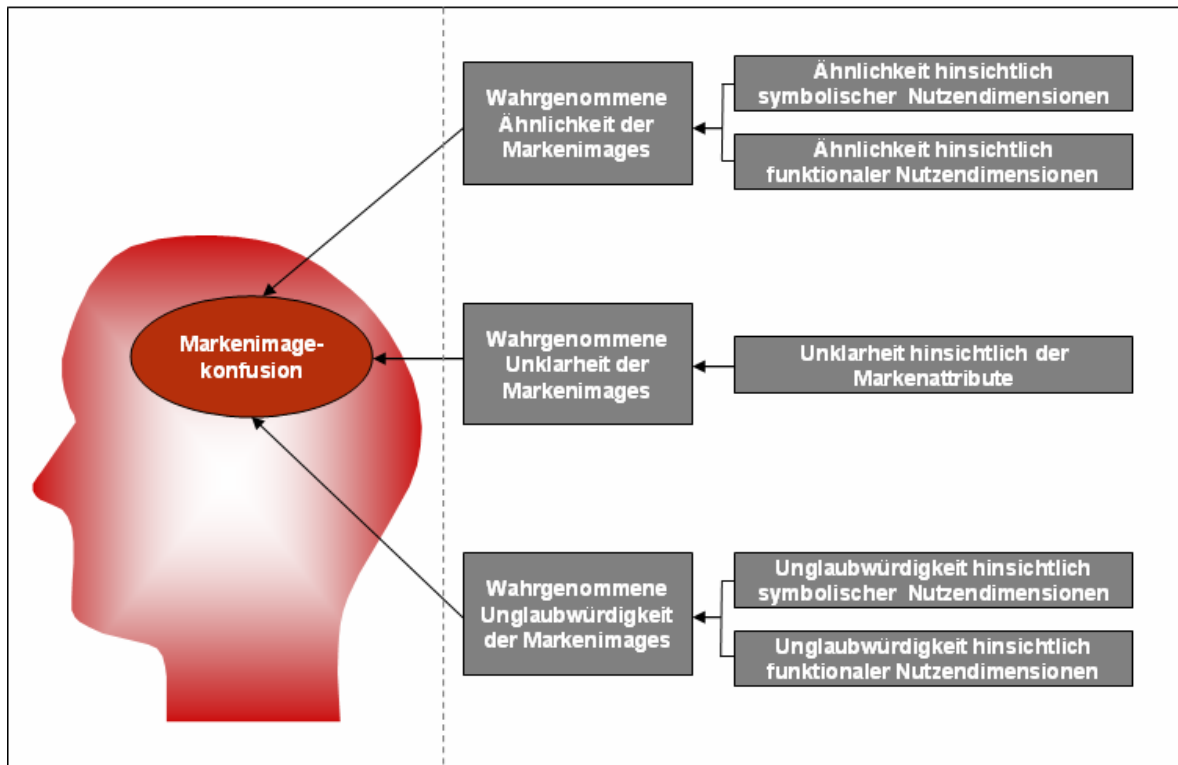 Markenimage-
konfusion
Wahrgenommene
Ähnlichkeit der
Markenimages
Ähnlichkeit hinsichtlich
symbolischer Nutzendimensionen
Ähnlichkeit hinsichtlich
funktionaler Nutzendimensionen
Wahrgenommene
Unklarheit der
Markenimages
Unklarheit hinsichtlich der
Markenattribute
Wahrgenommene
Unglaubwürdigkeit
der Markenimages
Unglaubwürdigkeit hinsichtlich
symbolischer Nutzendimensionen
Unglaubwürdigkeit hinsichtlich
funktionaler Nutzendimensionen